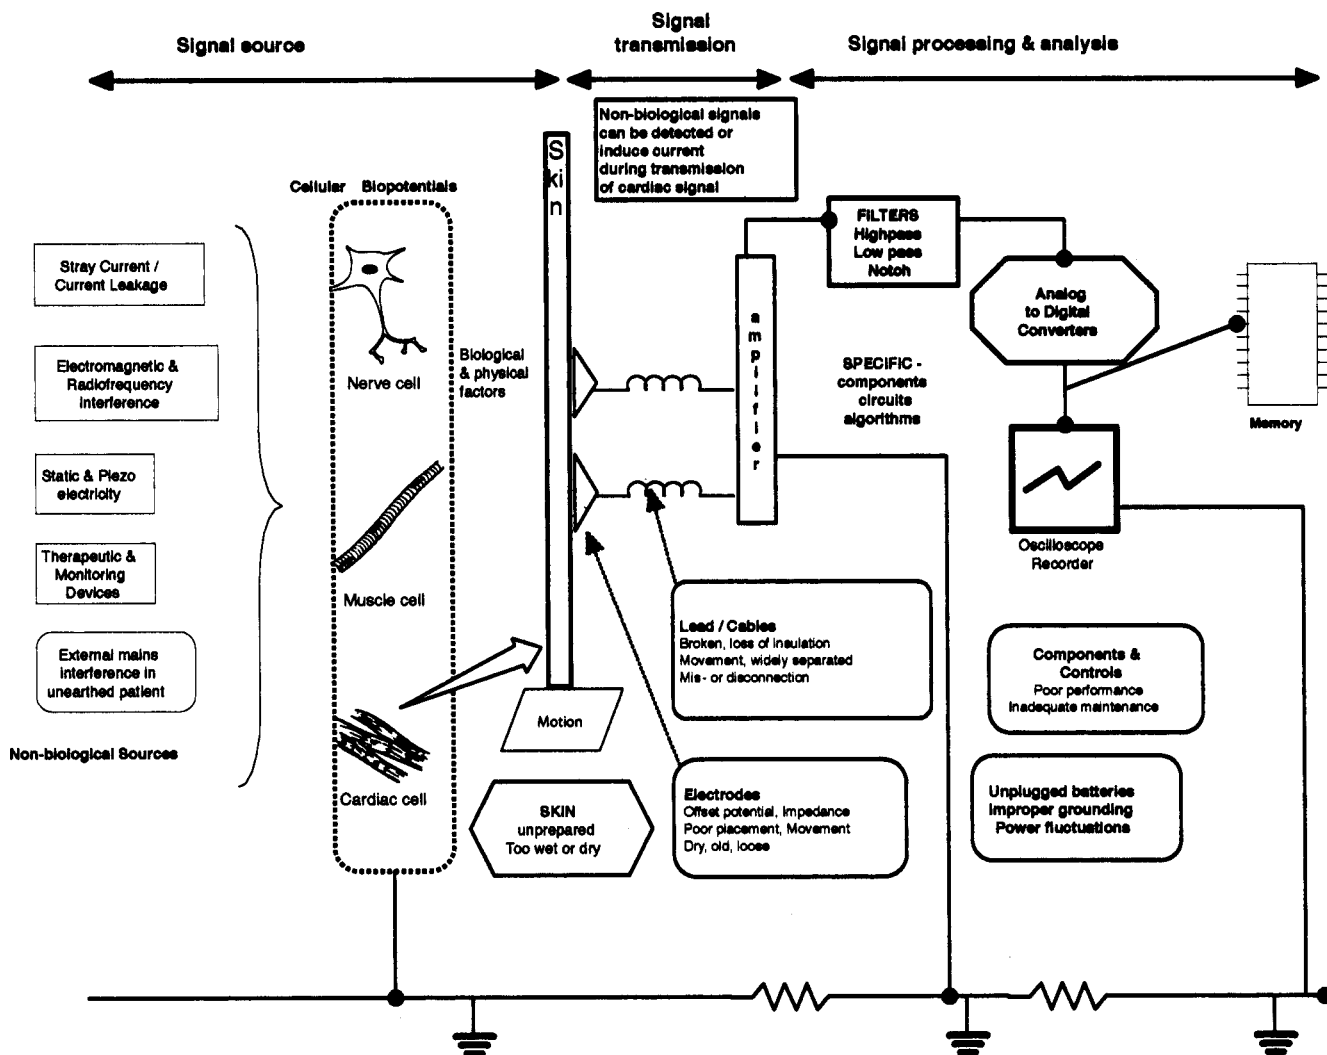 Signal source
Signal
transmission
Signal processing & analysis
Non-biological signals
can be detected or
induce current
during transmission
of cardiac signal
Skin
Cellular Biopotentials
Stray Current /
Current Leakage
Electromagnetic &
Radiofrequency
interference
Static & Piezo
electricity
Therapeutic &
Monitoring
Devices
External mains
interference in
unearthed patient
Non-biological Sources
Nerve cell
Muscle cell
Cardiac cell
Biological
& physical
factors
Motion
SKIN
unprepared
Too wet or dry
amplifier
FILTERS
Highpass
Low pass
Notch
Analog
to Digital
Converters
Memory
SPECIFIC -
components
circuits
algorithms
Oscilloscope
Recorder
Lead / Cables
Broken, loss of insulation
Movement, widely separated
Mis- or disconnection
Electrodes
Offset potential, Impedance
Poor placement, Movement
Dry, old, loose
Components &
Controls
Poor performance
Inadequate maintenance
Unplugged batteries
Improper grounding
Power fluctuations